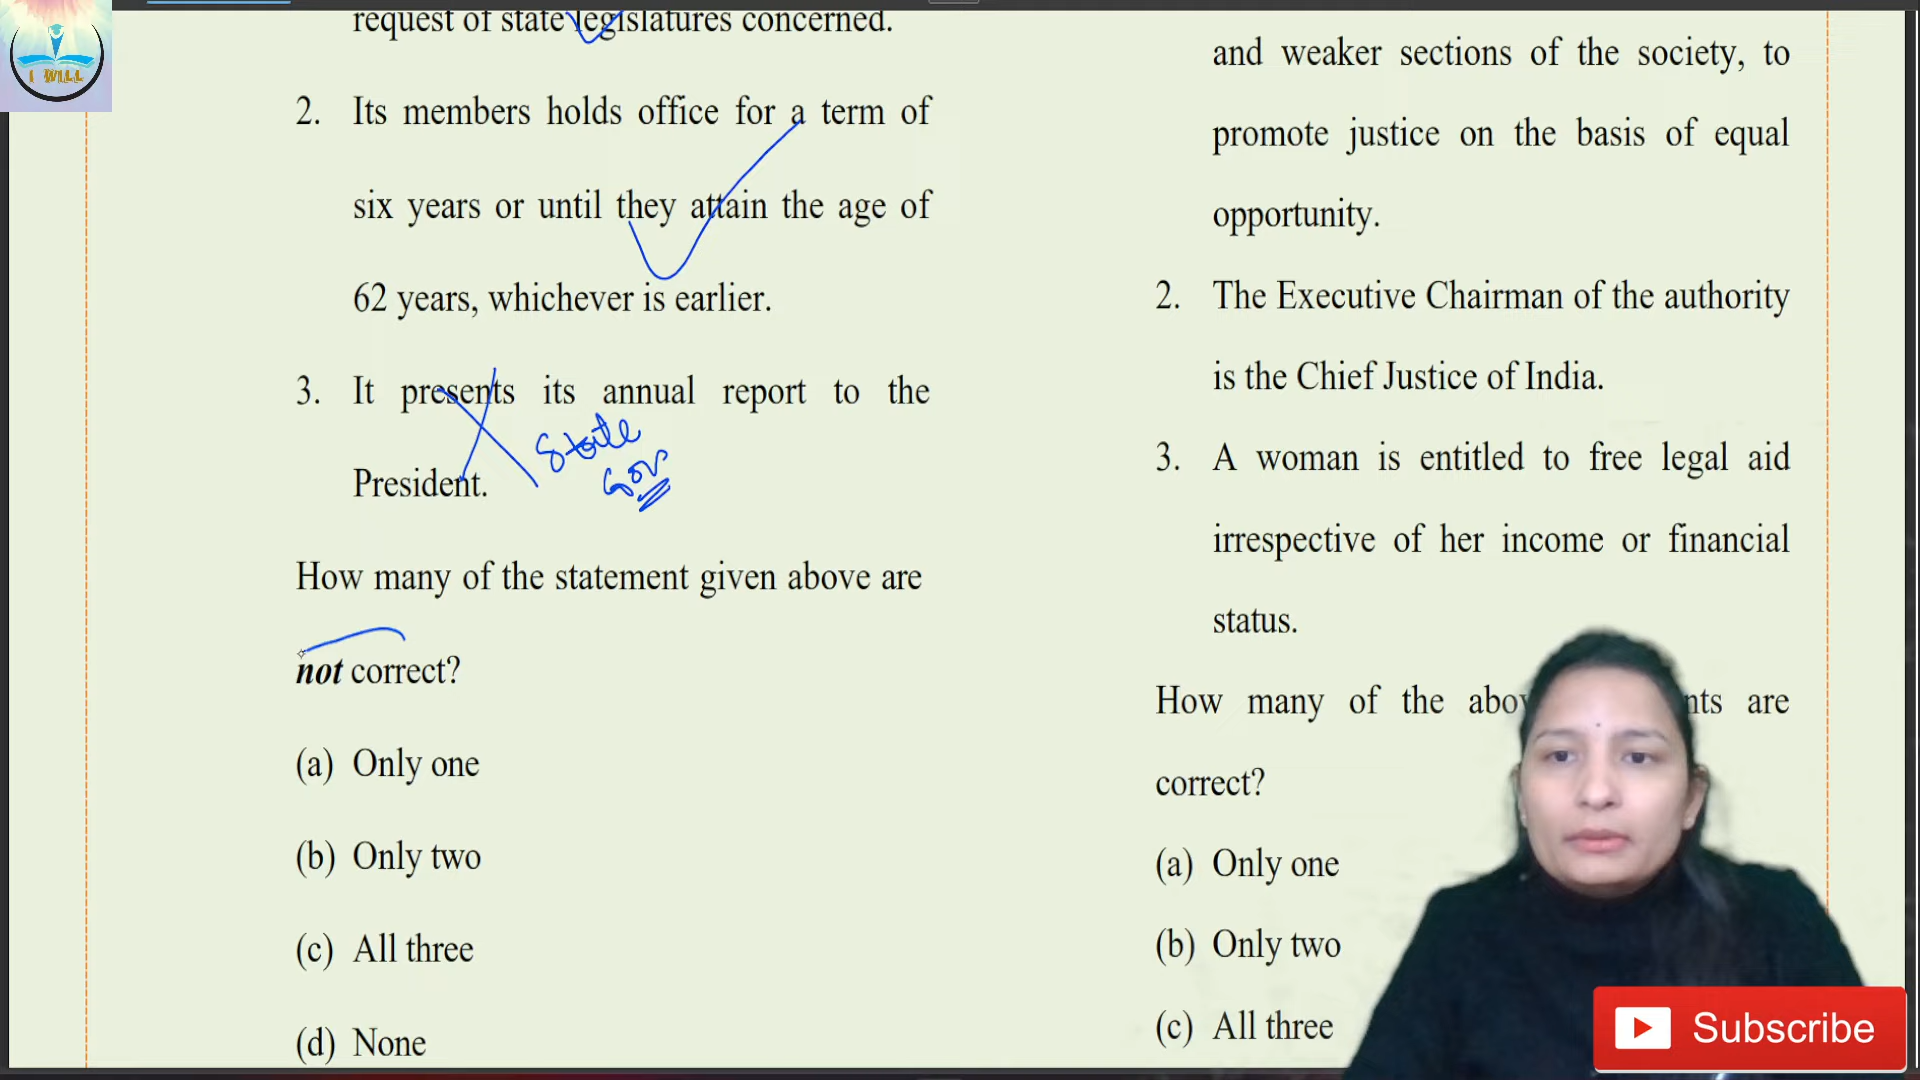 I WILL
request of state legislatures concerned.
2. Its members holds office for a term of
six years or until they attain the age of
62 years, whichever is earlier.
3. It presents its annual report to the
President.
State
Gov
How many of the statement given above are
not correct?
(a) Only one
(b) Only two
(c) All three
(d) None
and weaker sections of the society, to
promote justice on the basis of equal
opportunity.
2. The Executive Chairman of the authority
is the Chief Justice of India.
3. A woman is entitled to free legal aid
irrespective of her income or financial
status.
How many of the are
correct?
(a) Only one
(b) Only two
(c) All three
Subscribe